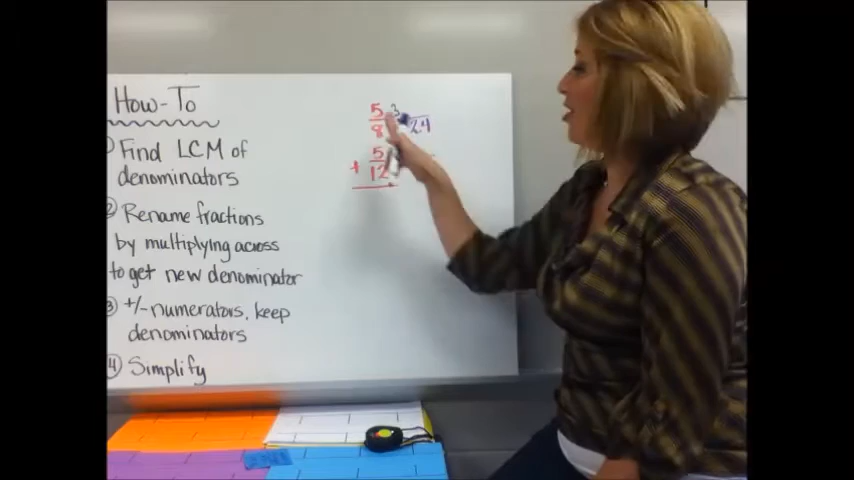 How-To
① Find LCM of
denominators
② Rename fractions
by multiplying across
to get new denominator
③ +/- numerators, keep
denominators.
④ Simplify
5 3
8 24
5
+ 12